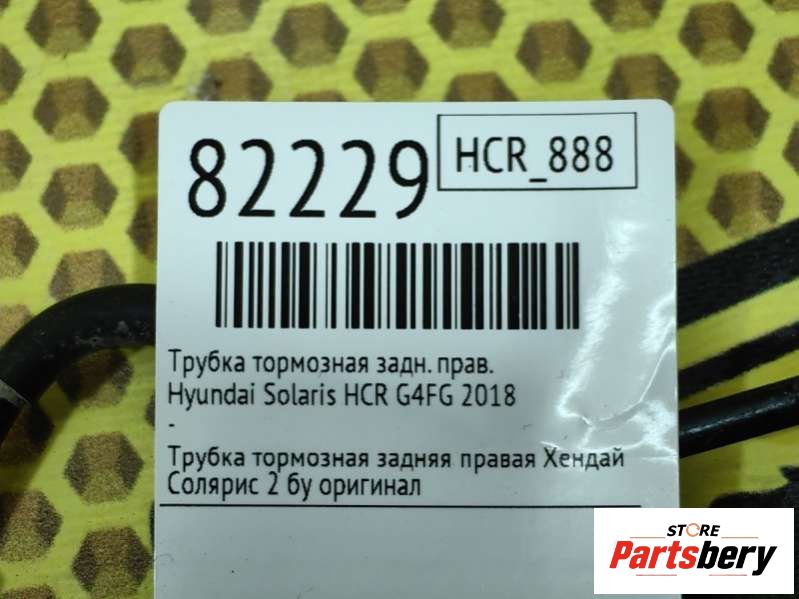 82229
HCR_888
Трубка тормозная задн. прав.
Hyundai Solaris HCR G4FG 2018
-
Трубка тормозная задняя правая Хендай
Солярис 2 бу оригинал
STORE
Partsbery